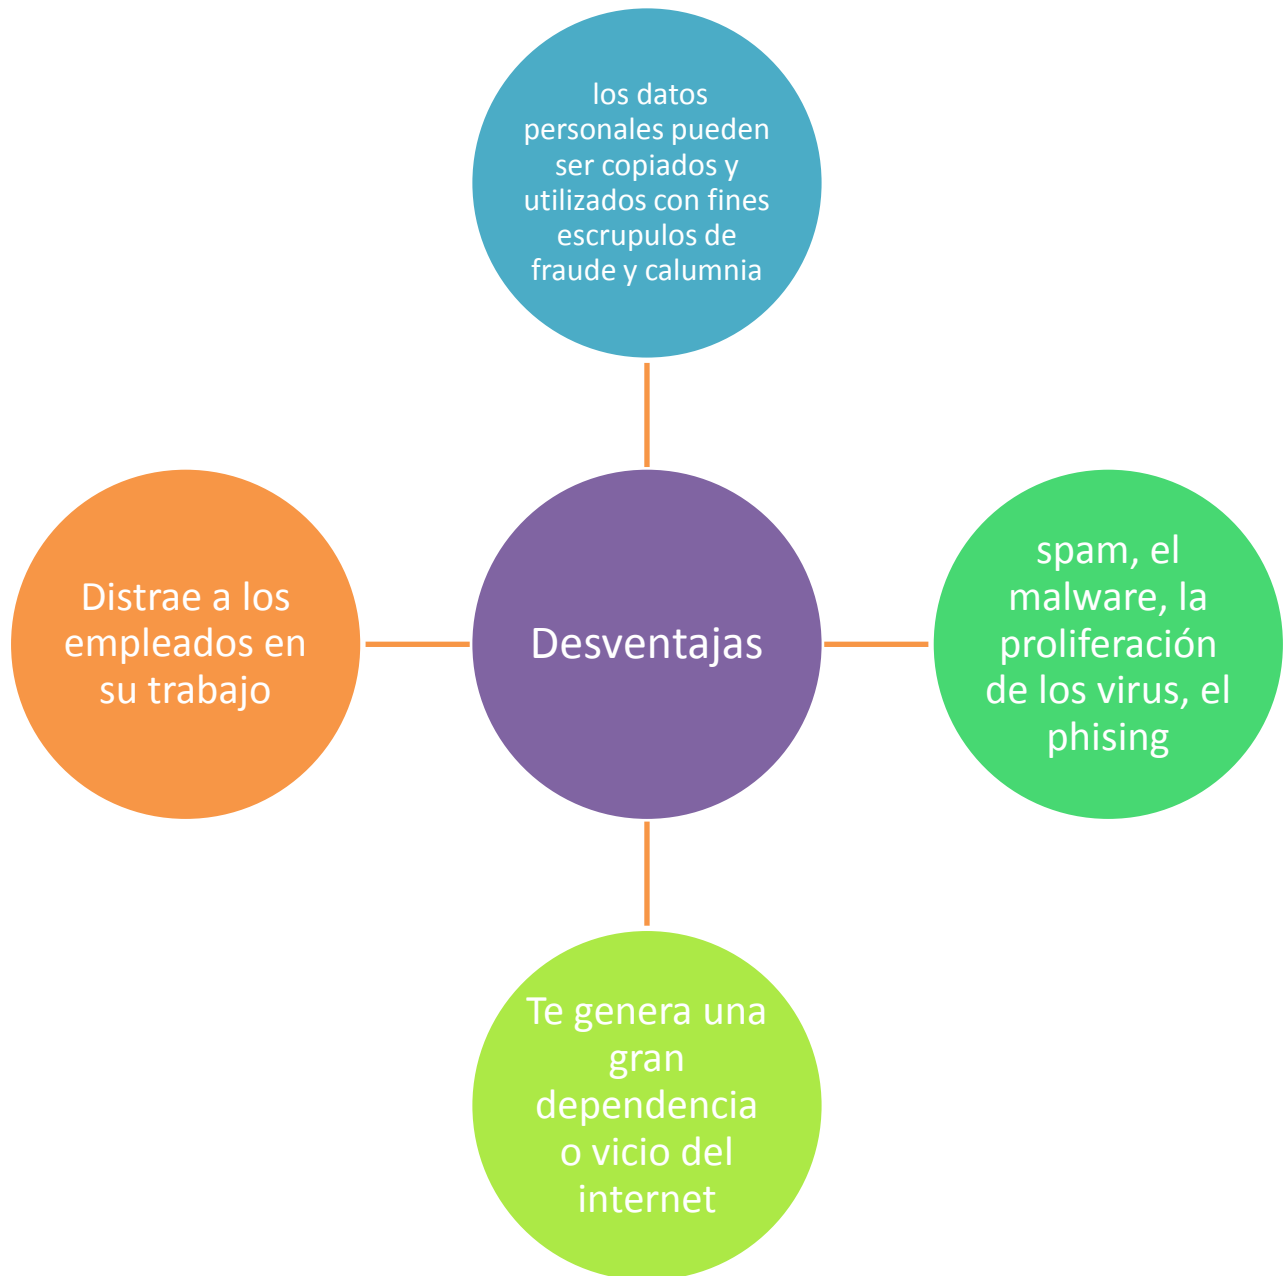 los datos
personales pueden
ser copiados y
utilizados con fines
escrupulos de
fraude y calumnia
Distrae a los
empleados en
su trabajo
Desventajas
spam, el
malware, la
proliferación
de los virus, el
phising
Te genera una
gran
dependencia
o vicio del
internet